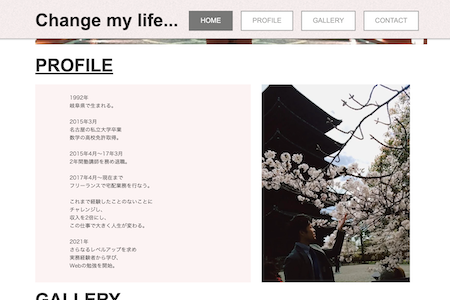 Change my life...
HOME
PROFILE
GALLERY
CONTACT
PROFILE
1992年
岐阜県で生まれる。
2015年3月
名古屋の私立大学卒業
数学の高校免許取得。
2015年4月〜17年3月
2年間塾講師を務め退職。
2017年4月〜現在まで
フリーランスで宅配業務を行なう。
これまで経験したことのないことに
チャレンジし、
収入を2倍にし、
この仕事で大きく人生が変わる。
2021年
さらなるレベルアップを求め
実務経験者から学び、
Webの勉強を開始。
GALLERY